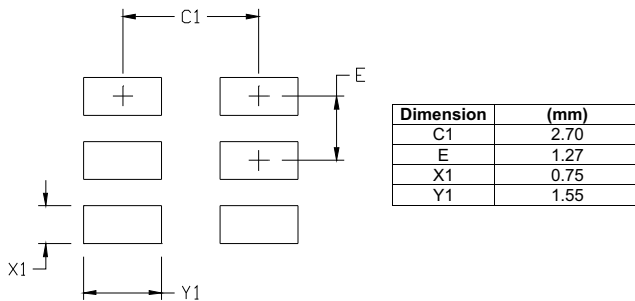 C1
E
X1
Y1
Dimension (mm)
C1 2.70
E 1.27
X1 0.75
Y1 1.55